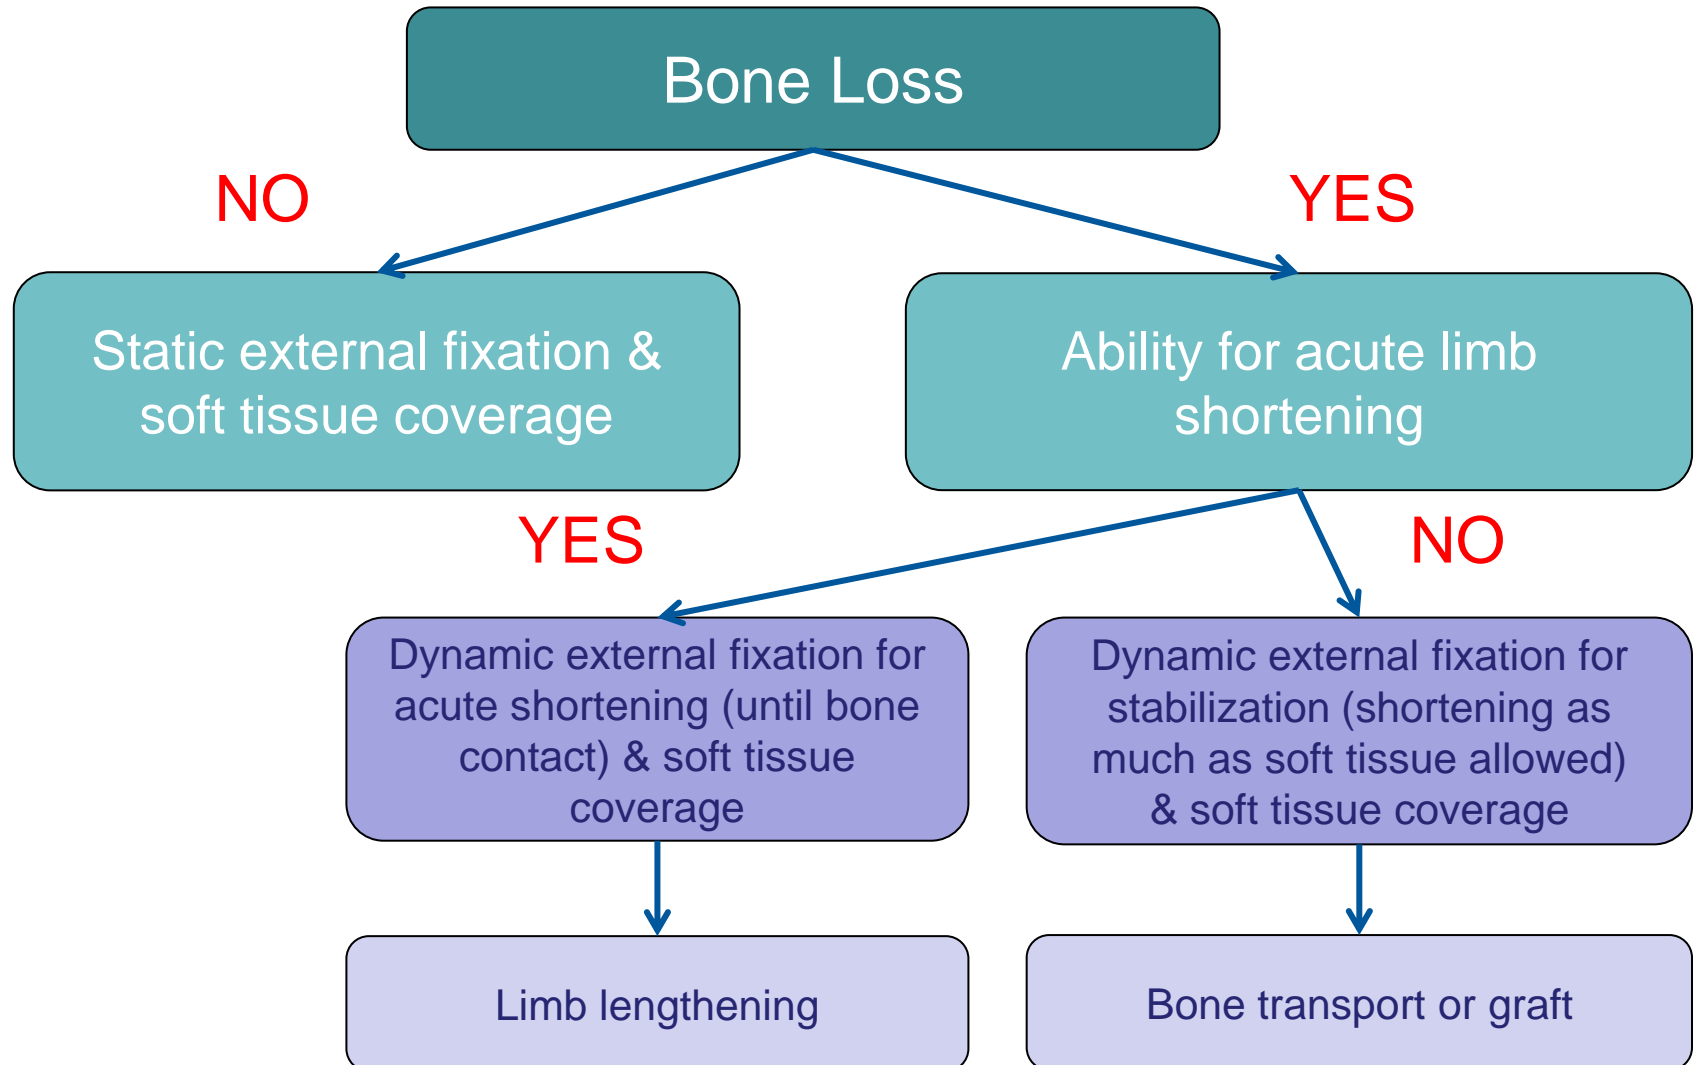 Bone Loss
NO
YES
Static external fixation &
soft tissue coverage
Ability for acute limb
shortening
YES
NO
Dynamic external fixation for
acute shortening (until bone
contact) & soft tissue
coverage
Dynamic external fixation for
stabilization (shortening as
much as soft tissue allowed)
& soft tissue coverage
Limb lengthening
Bone transport or graft